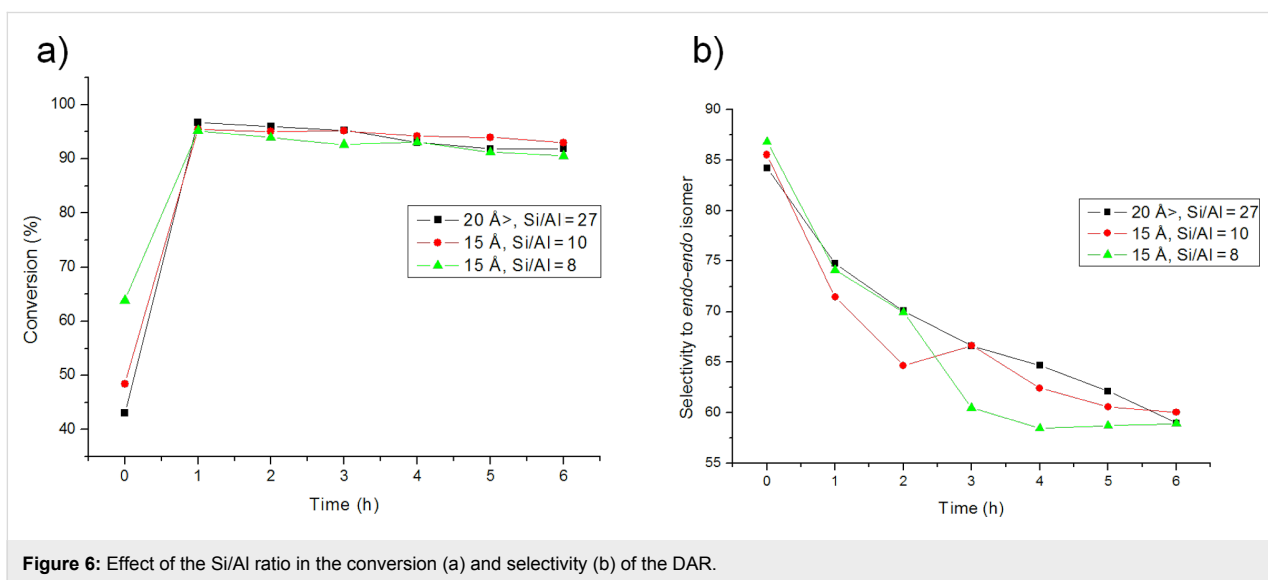 a)
100
90
80
70
60
50
40
Conversion (%)
0 1 2 3 4 5 6
Time (h)
20 Å>, Si/Al = 27
15 Å, Si/Al = 10
15 Å, Si/Al = 8
b)
90
85
80
75
70
65
60
55
Selectivity to endo-endo isomer
0 1 2 3 4 5 6
Time (h)
20 Å>, Si/Al = 27
15 Å, Si/Al = 10
15 Å, Si/Al = 8
Figure 6: Effect of the Si/Al ratio in the conversion (a) and selectivity (b) of the DAR.